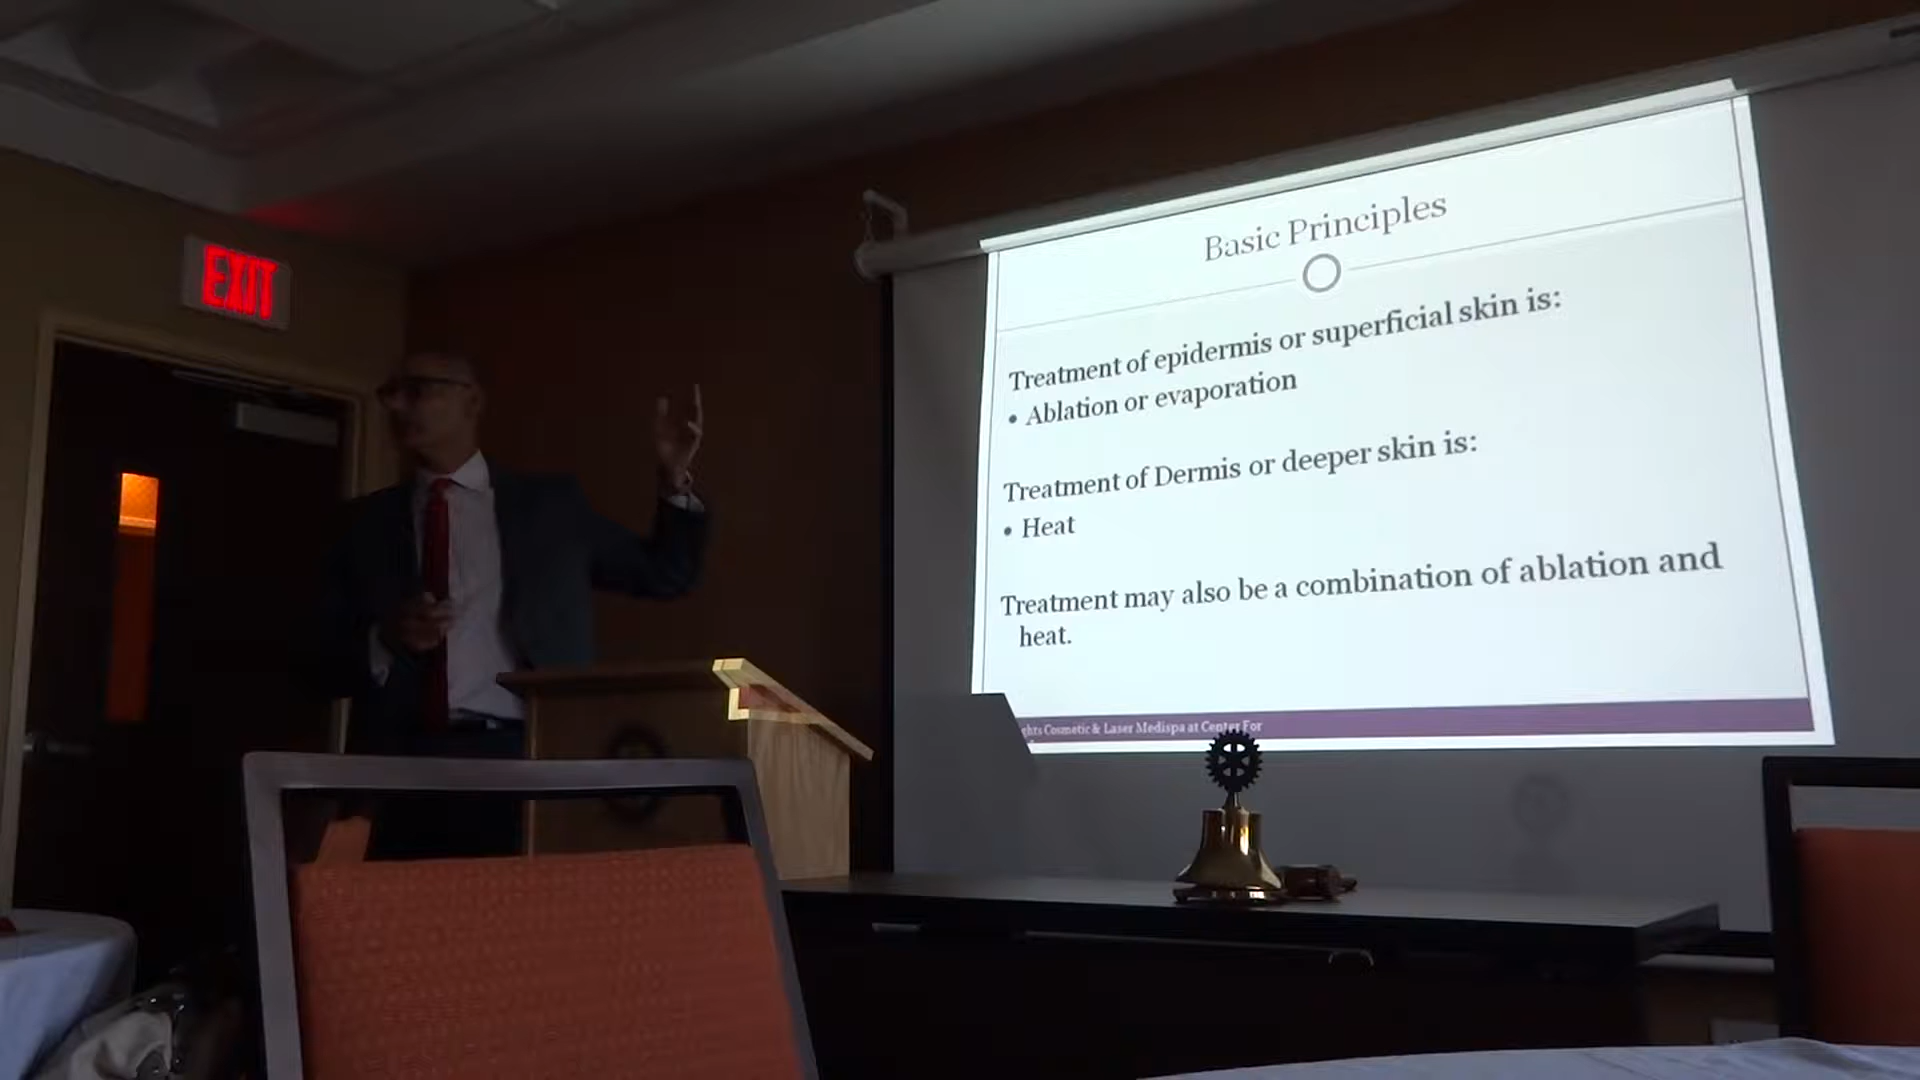 EXIT
Basic Principles
Treatment of epidermis or superficial skin is:
• Ablation or evaporation
Treatment of Dermis or deeper skin is:
• Heat
Treatment may also be a combination of ablation and
heat.
Cosmetic & Laser Medispa at Center For